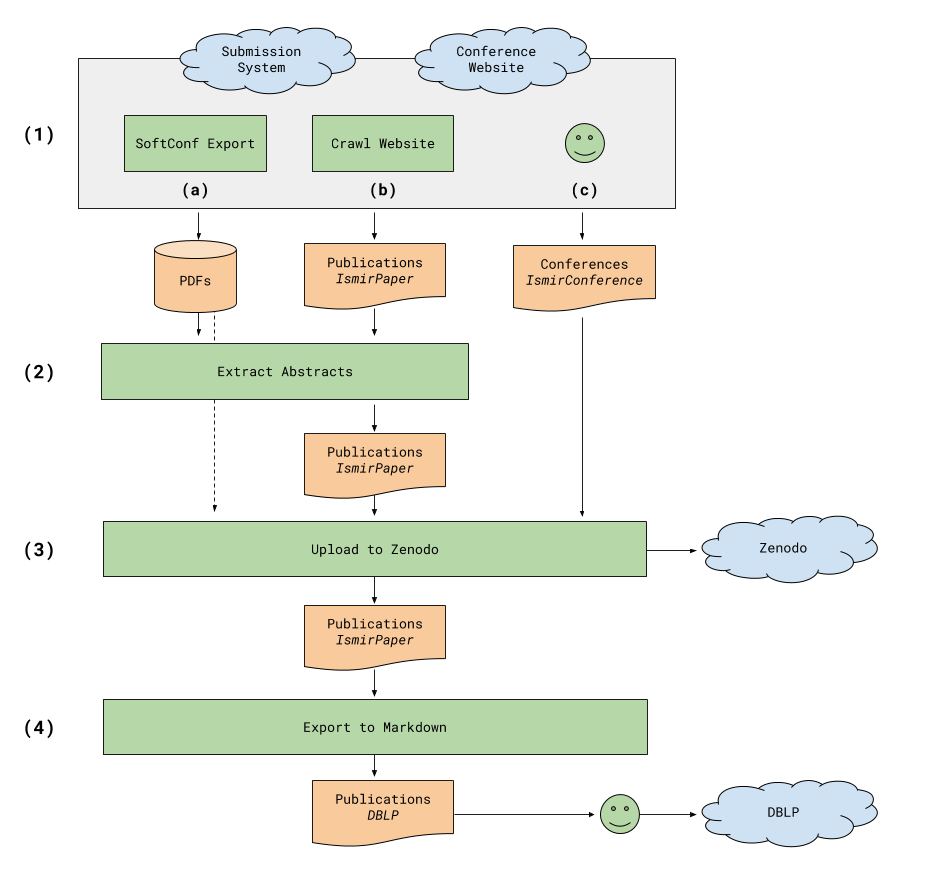 Submission
System
Conference
Website
(1)
SoftConf Export
Crawl Website
(a)
(b)
(c)
PDFs
Publications
IsmirPaper
Conferences
IsmirConference
(2)
Extract Abstracts
Publications
IsmirPaper
(3)
Upload to Zenodo
Zenodo
Publications
IsmirPaper
(4)
Export to Markdown
Publications
DBLP
DBLP